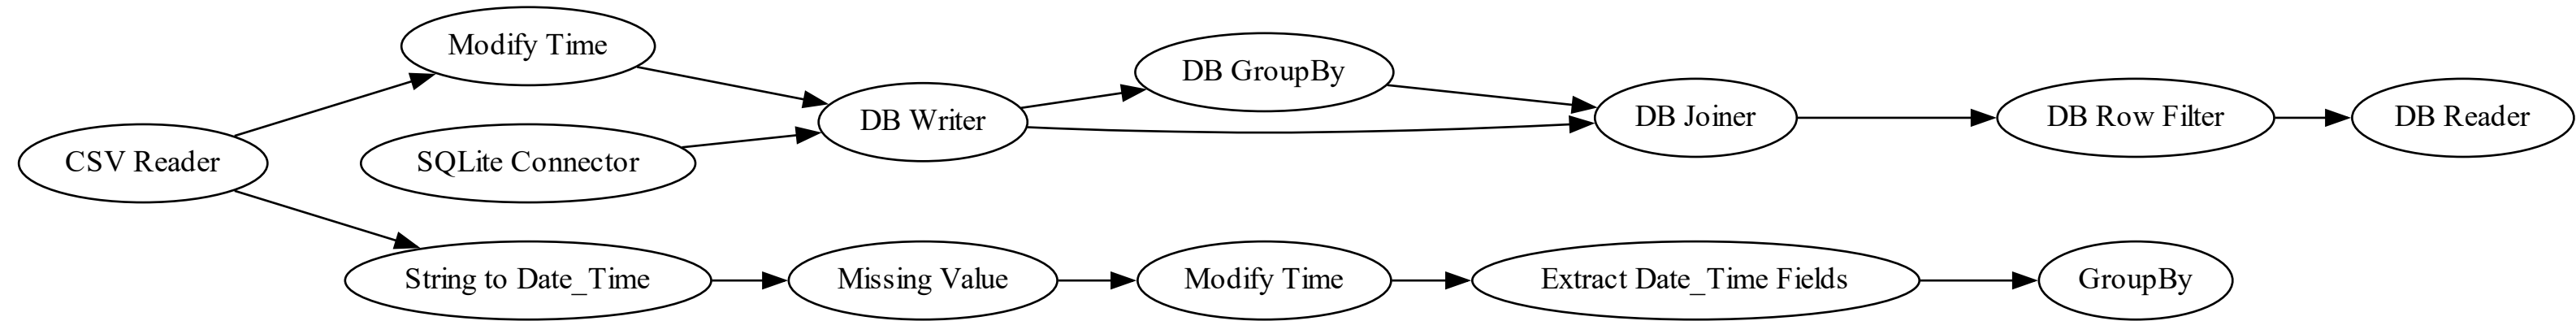 Modify Time
DB GroupBy
CSV Reader
SQLite Connector
DB Writer
DB Joiner
DB Row Filter
DB Reader
String to Date_Time
Missing Value
Modify Time
Extract Date_Time Fields
GroupBy